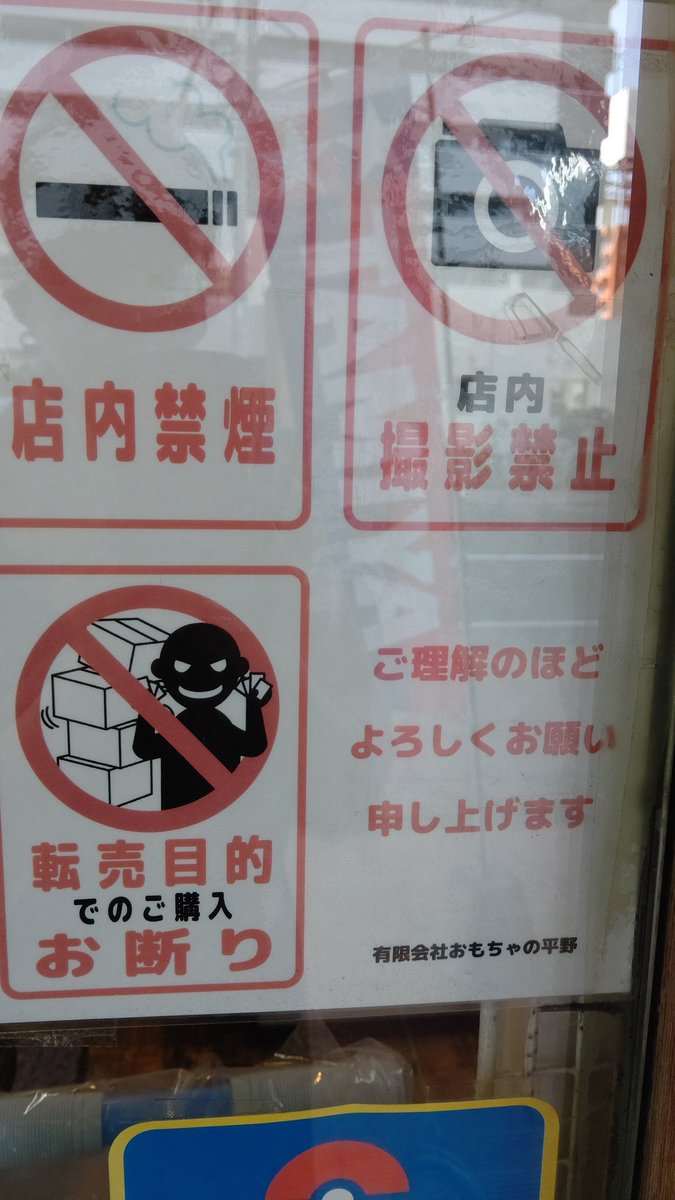 店内禁煙
店内
撮影禁止
転売目的
でのご購入
お断り
ご理解のほど
よろしくお願い
申し上げます
有限会社おもちゃの平野